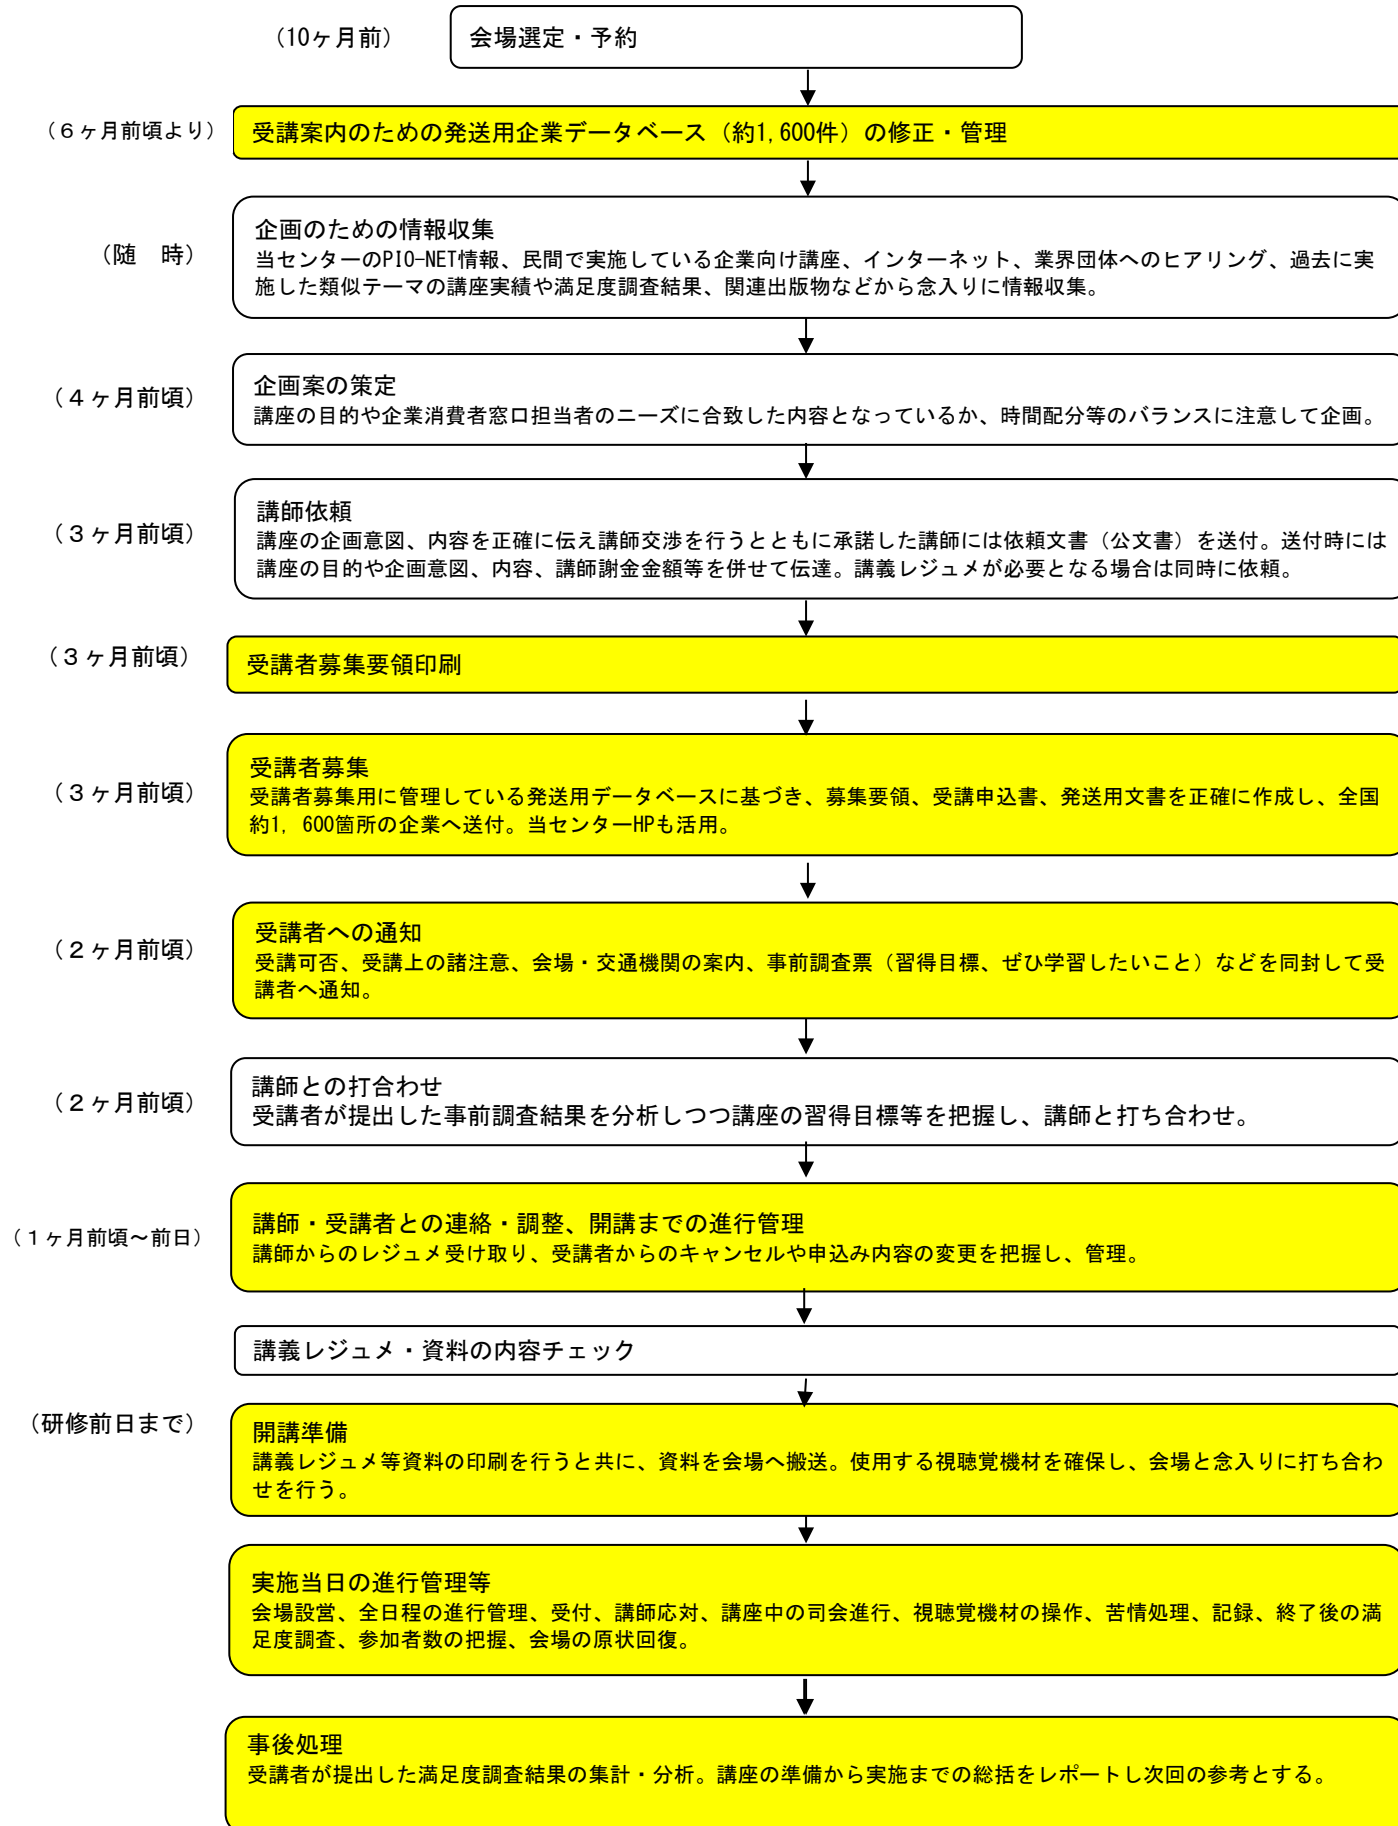 （10ヶ月前）
会場選定・予約
（６ヶ月前頃より）
受講案内のための発送用企業データベース（約1,600件）の修正・管理
（随　時）
企画のための情報収集
当センターのPIO-NET情報、民間で実施している企業向け講座、インターネット、業界団体へのヒアリング、過去に実
施した類似テーマの講座実績や満足度調査結果、関連出版物などから念入りに情報収集。
（４ヶ月前頃）
企画案の策定
講座の目的や企業消費者窓口担当者のニーズに合致した内容となっているか、時間配分等のバランスに注意して企画。
（３ヶ月前頃）
講師依頼
講座の企画意図、内容を正確に伝え講師交渉を行うとともに承諾した講師には依頼文書（公文書）を送付。送付時には
講座の目的や企画意図、内容、講師謝金金額等を併せて伝達。講義レジュメが必要となる場合は同時に依頼。
（３ヶ月前頃）
受講者募集要領印刷
（３ヶ月前頃）
受講者募集
受講者募集用に管理している発送用データベースに基づき、募集要領、受講申込書、発送用文書を正確に作成し、全国
約1, 600箇所の企業へ送付。当センターHPも活用。
（２ヶ月前頃）
受講者への通知
受講可否、受講上の諸注意、会場・交通機関の案内、事前調査票（習得目標、ぜひ学習したいこと）などを同封して受
講者へ通知。
（２ヶ月前頃）
講師との打合わせ
受講者が提出した事前調査結果を分析しつつ講座の習得目標等を把握し、講師と打ち合わせ。
（１ヶ月前頃～前日）
講師・受講者との連絡・調整、開講までの進行管理
講師からのレジュメ受け取り、受講者からのキャンセルや申込み内容の変更を把握し、管理。
講義レジュメ・資料の内容チェック
（研修前日まで）
開講準備
講義レジュメ等資料の印刷を行うと共に、資料を会場へ搬送。使用する視聴覚機材を確保し、会場と念入りに打ち合わ
せを行う。
実施当日の進行管理等
会場設営、全日程の進行管理、受付、講師応対、講座中の司会進行、視聴覚機材の操作、苦情処理、記録、終了後の満
足度調査、参加者数の把握、会場の原状回復。
事後処理
受講者が提出した満足度調査結果の集計・分析。講座の準備から実施までの総括をレポートし次回の参考とする。